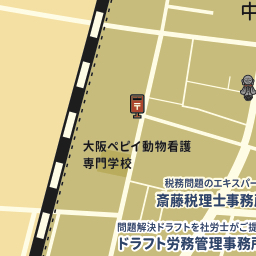 中
大阪ペピイ動物看護
専門学校
税務問題のエキスパー
斎藤税理士事務所
問題解決ドラフトを社労士がご提
ドラフト労務管理事務所